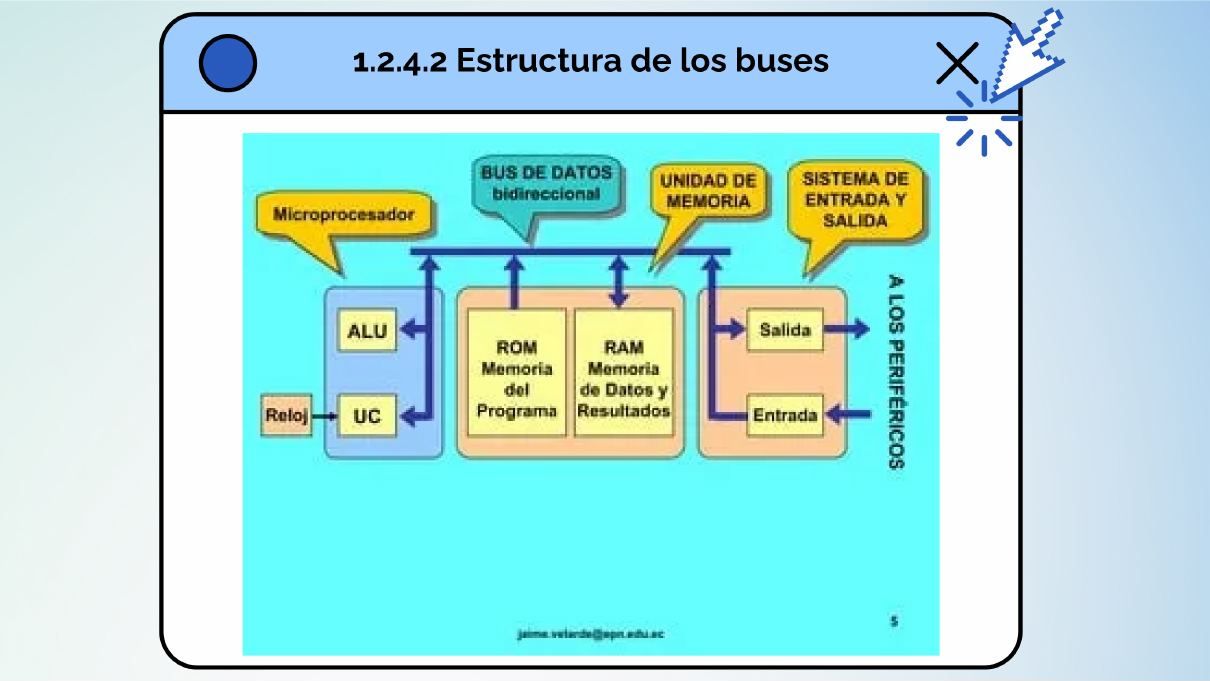 1.2.4.2 Estructura de los buses
Microprocesador
BUS DE DATOS
bidireccional
UNIDAD DE
MEMORIA
SISTEMA DE
ENTRADA Y
SALIDA
ALU
UC
Reloj
ROM
Memoria
del
Programa
RAM
Memoria
de Datos y
Resultados
Salida
Entrada
A LOS PERIFÉRICOS
5
jaime.velarde@epn.edu.ec